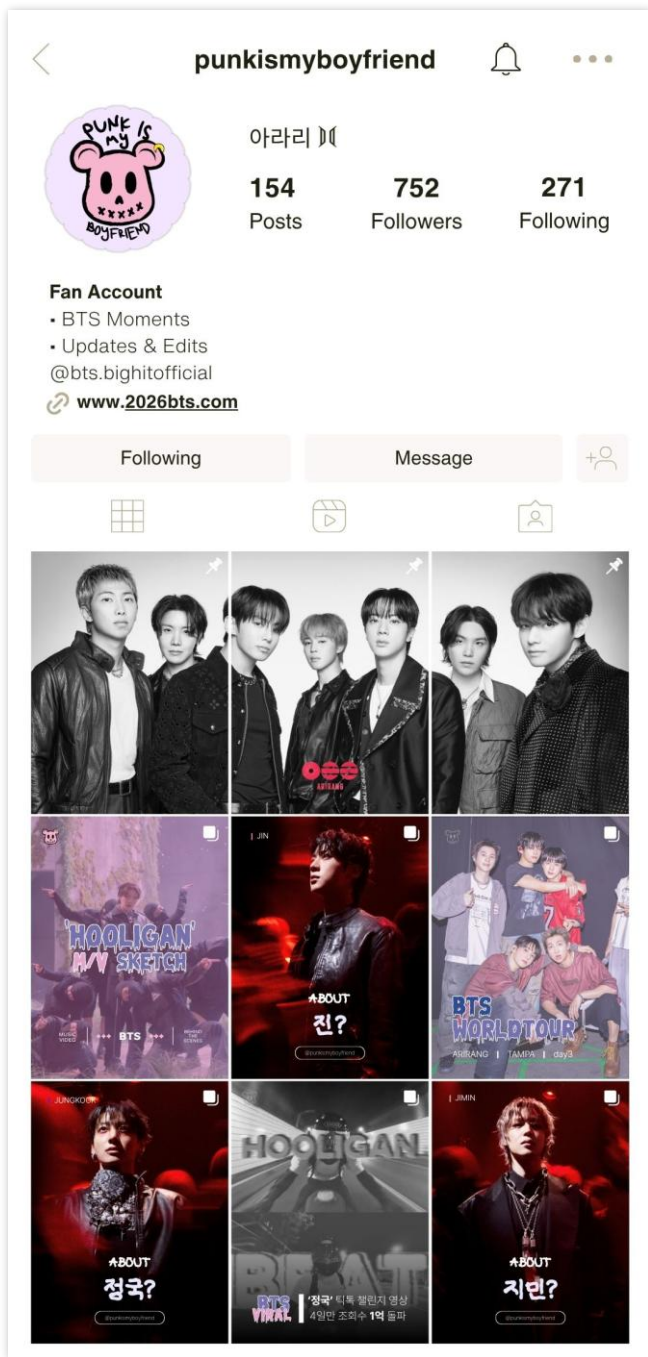 punkismyboyfriend
PUNK IS
MY
BOYFRIEND
아라리
154
752
271
Posts
Followers
Following
Fan Account
▪ BTS Moments
▪ Updates & Edits
@bts.bighitofficial
www.2026bts.com
Following
Message
ARIRANG
'HOOLIGAN'
M/V SKETCH
MUSIC
VIDEO
BTS
BEHIND
THE
SCENES
| JIN
ABOUT
진?
@punkismyboyfriend
BTS
WORLDTOUR
ARIRANG | TAMPA | day3
JUNGKOOK
ABOUT
정국?
@punkismyboyfriend
HOOLIGAN
BEAT
BTS
VIRAL
'정국' 틱톡 챌린지 영상
4일만 조회수 1억 돌파
| JIMIN
ABOUT
지민?
@punkismyboyfriend